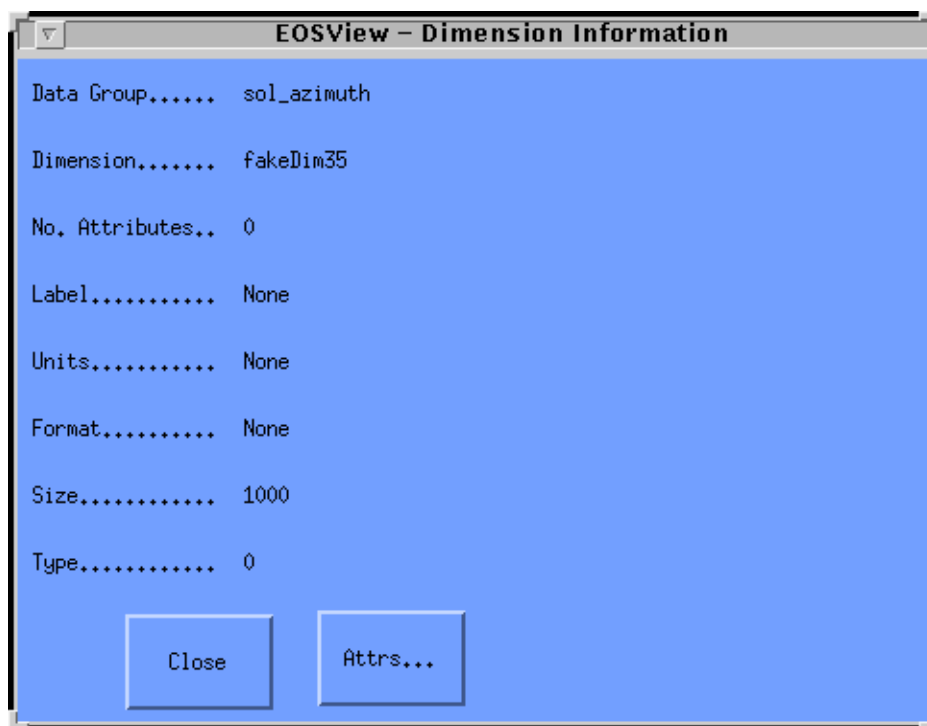 EOSView – Dimension Information
Data Group...... sol_azimuth
Dimension....... fakeDim35
No. Attributes.. 0
Label........... None
Units........... None
Format.......... None
Size............ 1000
Type............ 0
Close Attrs...